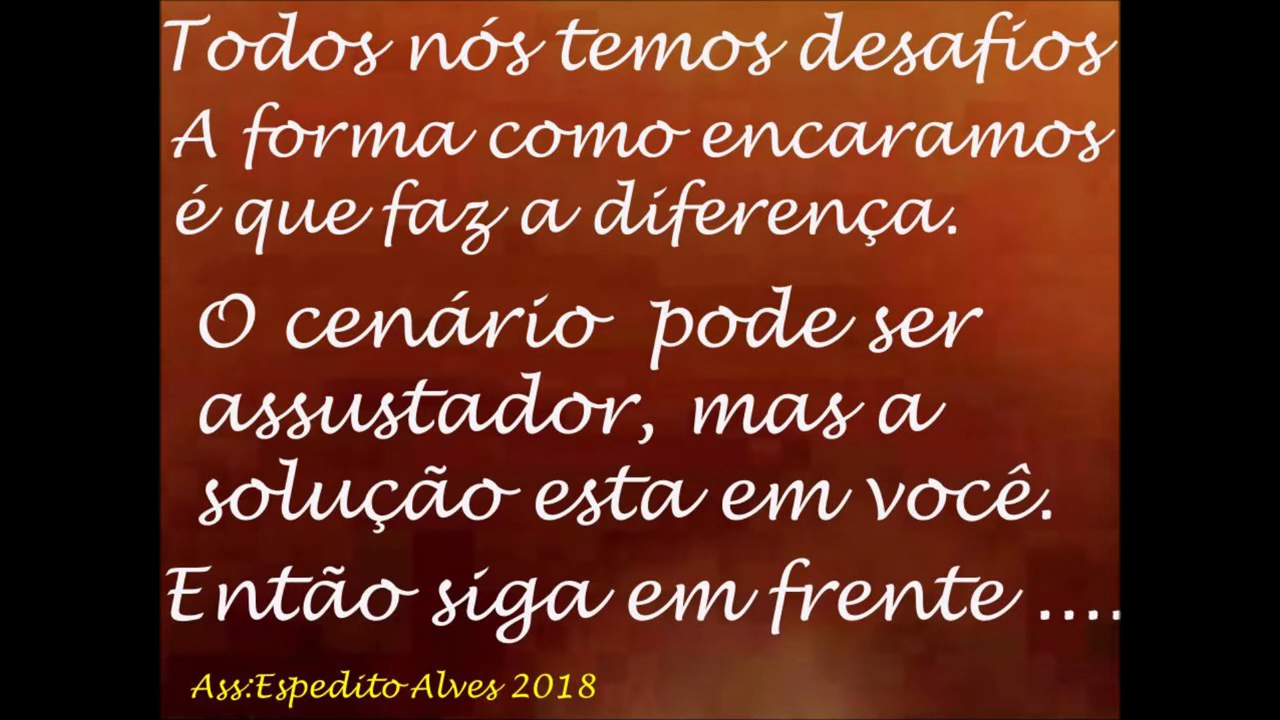 Todos nós temos desafios
A forma como encaramos
é que faz a diferença.
O cenário pode ser
assustador, mas a
solução esta em você.
Então siga em frente ....
Ass:Espedito Alves 2018